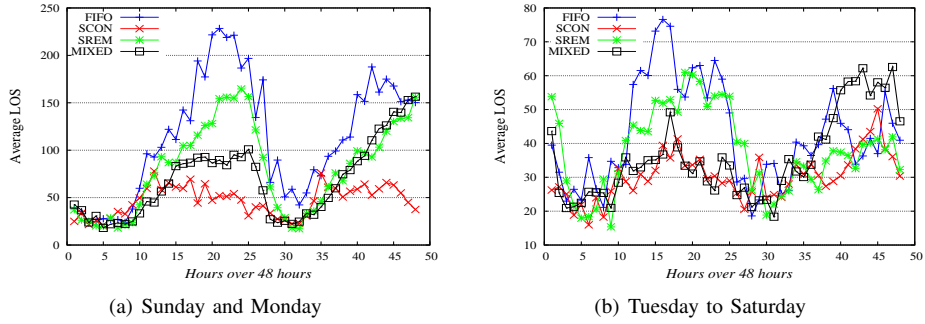 FIFO
SCON
SREM
MIXED
250
200
150
100
50
0
Average LOS
0 5 10 15 20 25 30 35 40 45 50
Hours over 48 hours
(a) Sunday and Monday
FIFO
SCON
SREM
MIXED
80
70
60
50
40
30
20
10
Average LOS
0 5 10 15 20 25 30 35 40 45 50
Hours over 48 hours
(b) Tuesday to Saturday